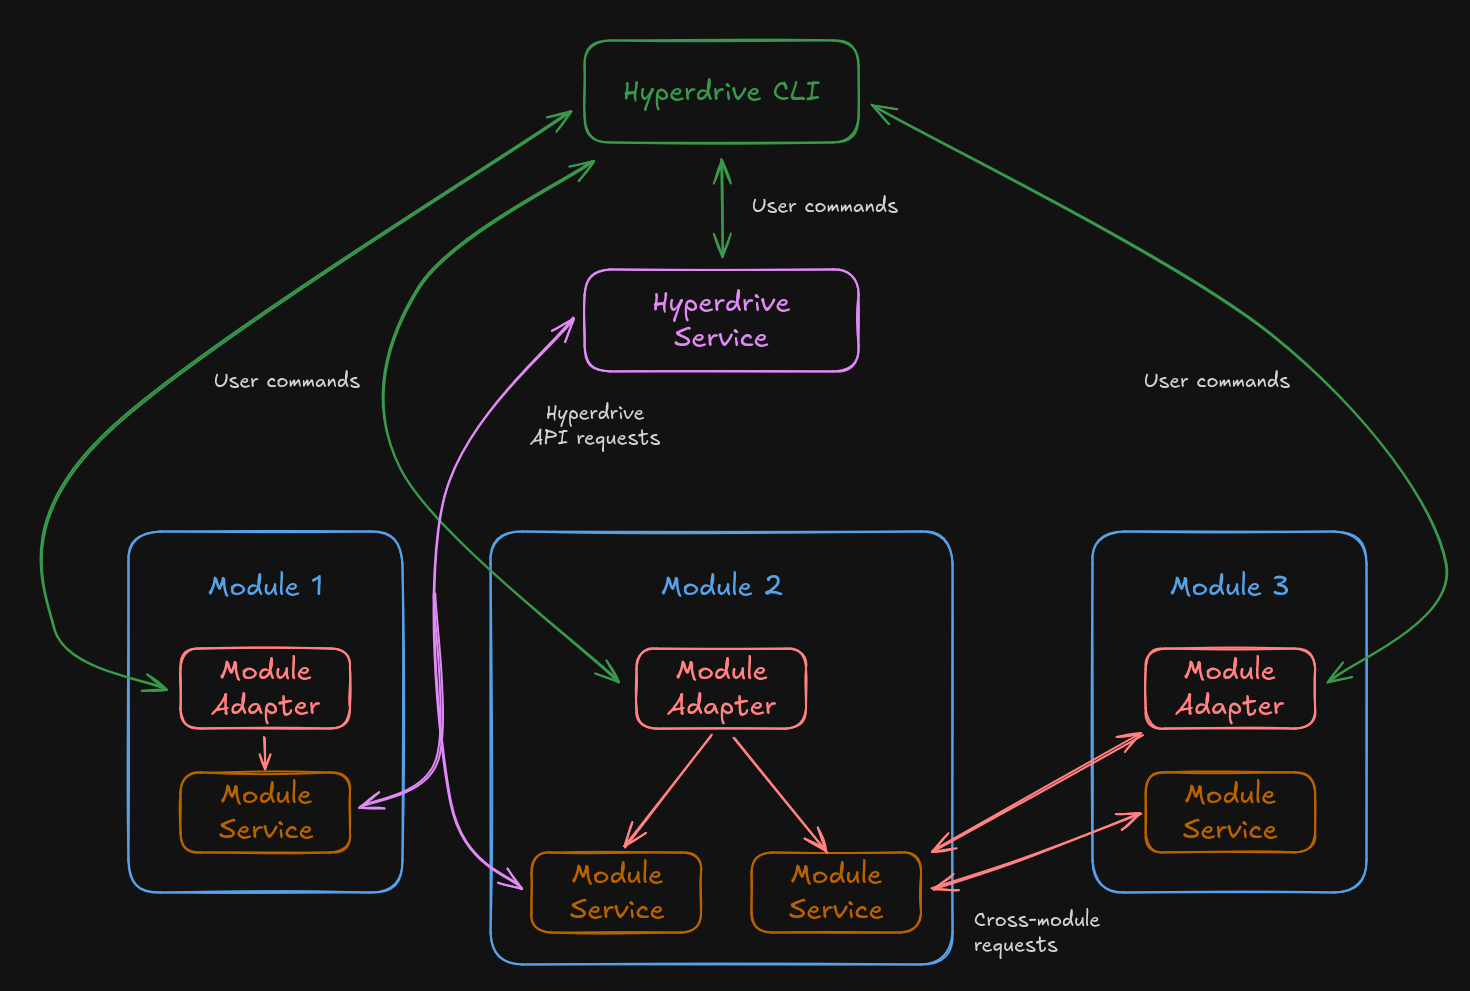 Hyperdrive CLI
User commands
Hyperdrive
Service
User commands
User commands
Hyperdrive
API requests
Module 1
Module
Adapter
Module
Service
Module 2
Module
Adapter
Module
Service
Module
Service
Module 3
Module
Adapter
Module
Service
Cross-module
requests